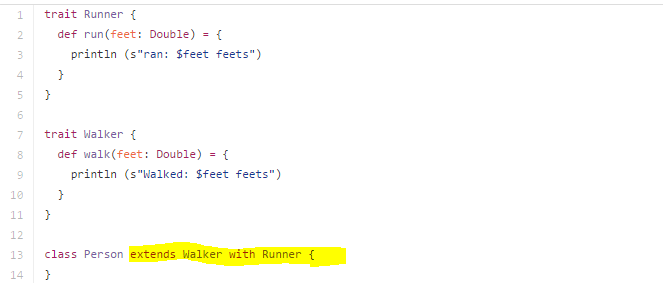 1 trait Runner {
2   def run(feet: Double) = {
3     println (s"ran: $feet feets")
4   }
5 }
6
7 trait Walker {
8   def walk(feet: Double) = {
9     println (s"Walked: $feet feets")
10   }
11 }
12
13 class Person extends Walker with Runner {
14 }